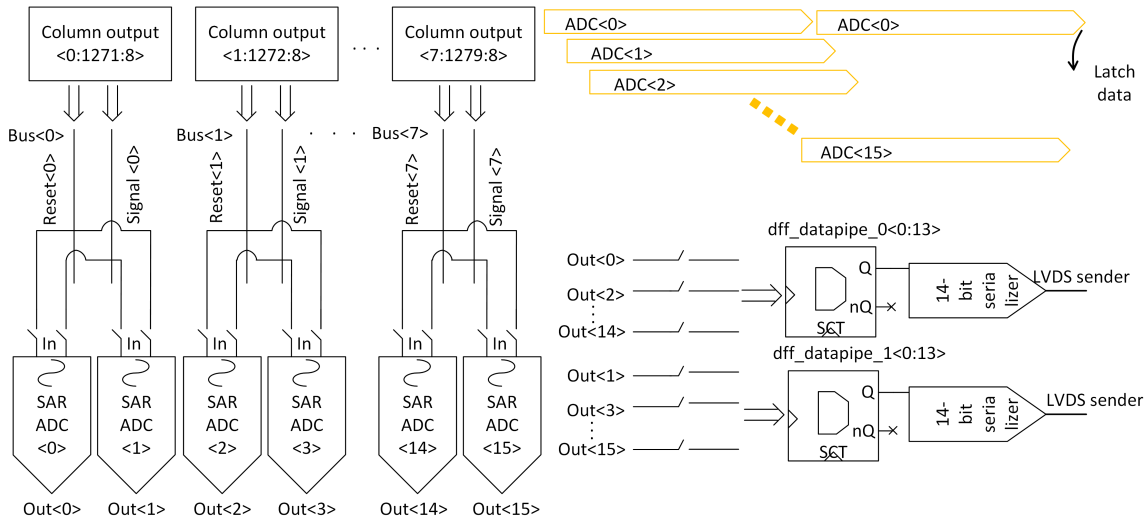 Column output
<0:1271:8>
Column output
<1:1272:8>
. . .
Column output
<7:1279:8>
Bus<0>
Bus<1>
. . . .
Bus<7>
Reset<0>
Signal <0>
Reset<1>
Signal <1>
Reset<7>
Signal <7>
In
In
In
In
In
In
SAR
ADC
<0>
SAR
ADC
<1>
SAR
ADC
<2>
SAR
ADC
<3>
SAR
ADC
<14>
SAR
ADC
<15>
Out<0>
Out<1>
Out<2>
Out<3>
Out<14>
Out<15>
ADC<0>
ADC<0>
ADC<1>
ADC<2>
ADC<15>
Latch
data
dff_datapipe_0<0:13>
Out<0>
Out<2>
Out<14>
Q
nQ
SCT
14-
bit
seria
lizer
LVDS sender
dff_datapipe_1<0:13>
Out<1>
Out<3>
Out<15>
Q
nQ
SCT
14-
bit
seria
lizer
LVDS sender